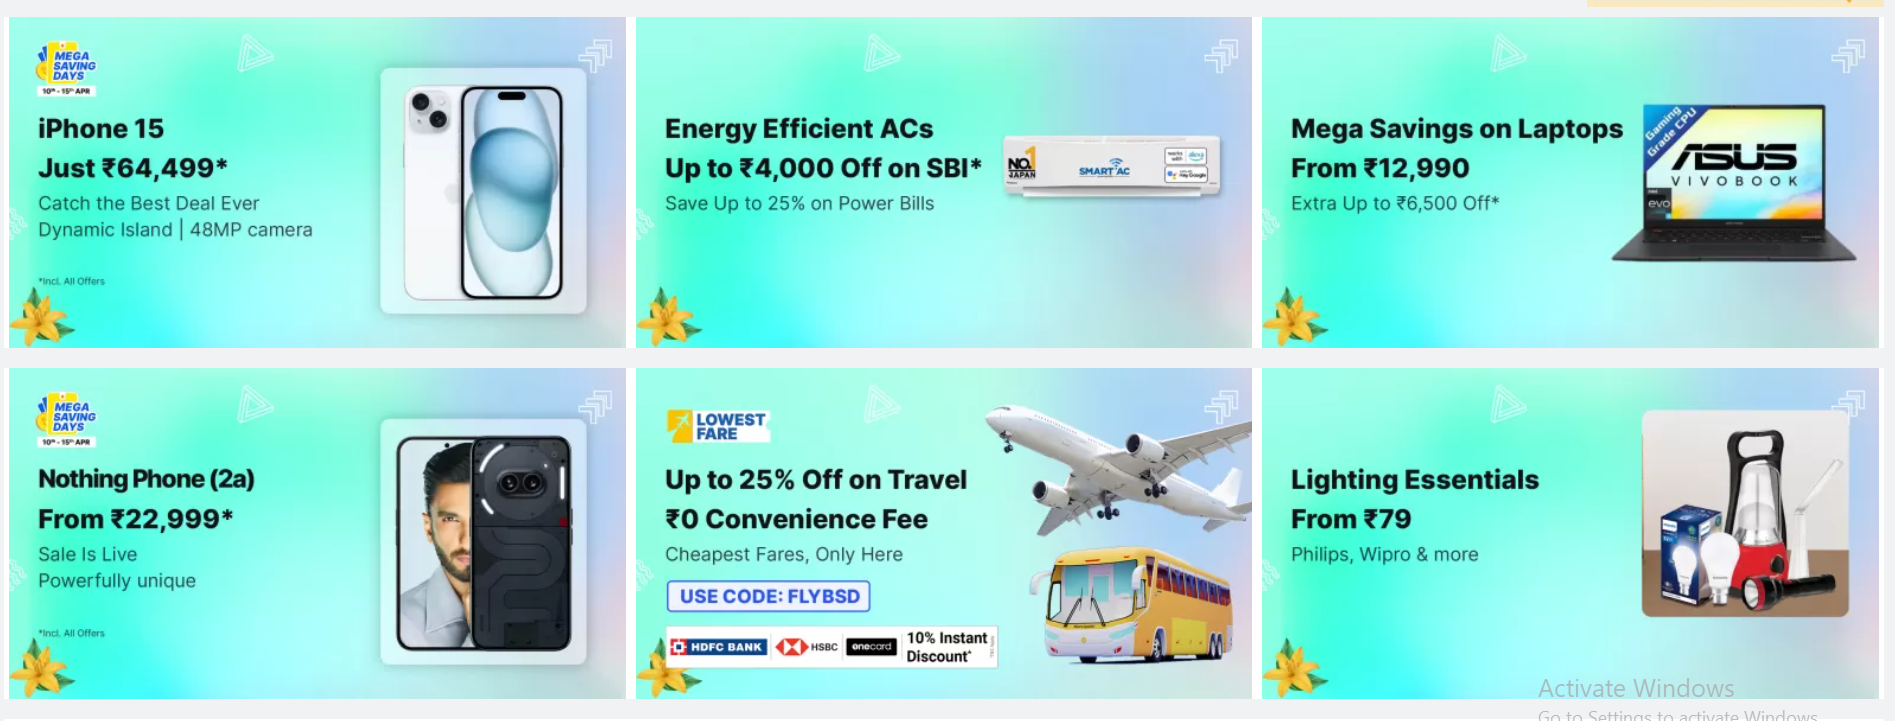 MEGA
SAVING
DAYS
10th - 15th APR
iPhone 15
Just ₹64,499*
Catch the Best Deal Ever
Dynamic Island | 48MP camera
*Incl. All Offers
Energy Efficient ACs
Up to ₹4,000 Off on SBI*
Save Up to 25% on Power Bills
NO.1
JAPAN
SMART AC
works with alexa
Hey Google
Mega Savings on Laptops
From ₹12,990
Extra Up to ₹6,500 Off*
Gaming
Grade CPU
ASUS
VIVOBOOK
evo
MEGA
SAVING
DAYS
10th - 15th APR
Nothing Phone (2a)
From ₹22,999*
Sale Is Live
Powerfully unique
*Incl. All Offers
LOWEST
FARE
Up to 25% Off on Travel
₹0 Convenience Fee
Cheapest Fares, Only Here
USE CODE: FLYBSD
HDFC BANK
HSBC
onecard
10% Instant
Discount*
Lighting Essentials
From ₹79
Philips, Wipro & more
Activate Windows
Go to Settings to activate Windows